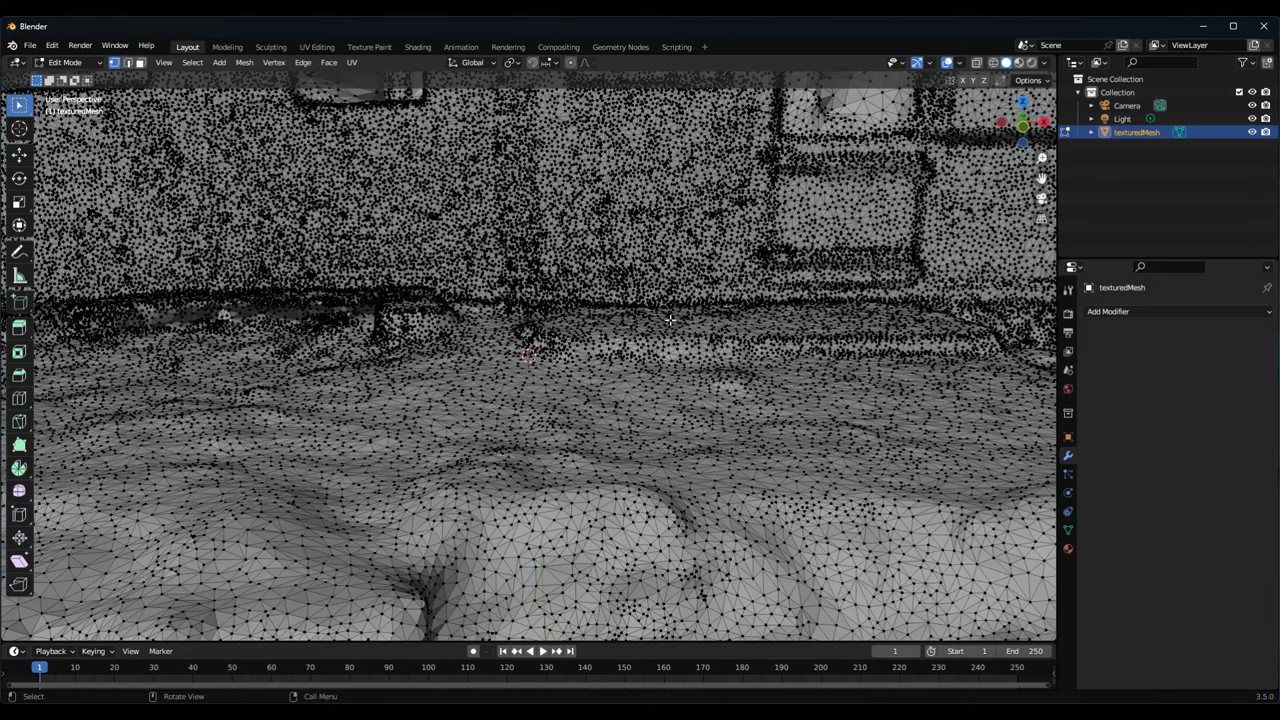 Blender
File Edit Render Window Help Layout Modeling Sculpting UV Editing Texture Paint Shading Animation Rendering Compositing Geometry Nodes Scripting + Scene ViewLayer
Edit Mode View Select Add Mesh Vertex Edge Face UV Global
X Y Z Options
User Perspective
(1) texturedMesh
Scene Collection
Collection
Camera
Light
texturedMesh
texturedMesh
Add Modifier
Playback Keying View Marker 1 Start 1 End 250
1 10 20 30 40 50 60 70 80 90 100 110 120 130 140 150 160 170 180 190 200 210 220 230 240 250
Select Rotate View Call Menu 3.5.0